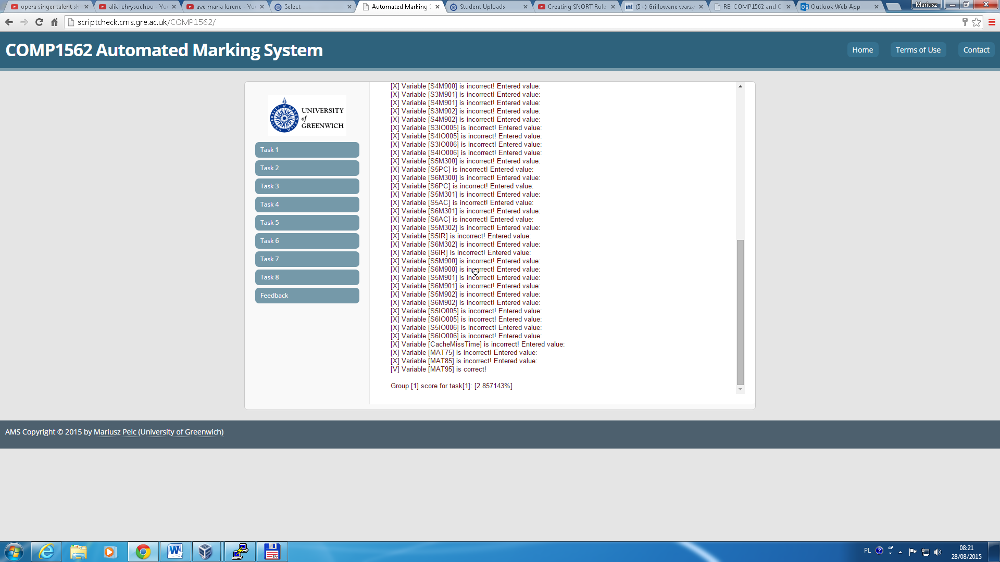 opera singer talent sh
aliki chrysochou - Yo
ave maria lorenc - Yo
Select
Automated Marking S
Student Uploads
Creating SNORT Rule
int (5+) Grillowane warzy
RE: COMP1562 and C
Outlook Web App
Mariusz
scriptcheck.cms.gre.ac.uk/COMP1562/
COMP1562 Automated Marking System
Home
Terms of Use
Contact
UNIVERSITY
of
GREENWICH
Task 1
Task 2
Task 3
Task 4
Task 5
Task 6
Task 7
Task 8
Feedback
[X] Variable [S4M900] is incorrect! Entered value:
[X] Variable [S3M901] is incorrect! Entered value:
[X] Variable [S4M901] is incorrect! Entered value:
[X] Variable [S3M902] is incorrect! Entered value:
[X] Variable [S4M902] is incorrect! Entered value:
[X] Variable [S3IO005] is incorrect! Entered value:
[X] Variable [S4IO005] is incorrect! Entered value:
[X] Variable [S3IO006] is incorrect! Entered value:
[X] Variable [S4IO006] is incorrect! Entered value:
[X] Variable [S5M300] is incorrect! Entered value:
[X] Variable [S5PC] is incorrect! Entered value:
[X] Variable [S6M300] is incorrect! Entered value:
[X] Variable [S6PC] is incorrect! Entered value:
[X] Variable [S5M301] is incorrect! Entered value:
[X] Variable [S5AC] is incorrect! Entered value:
[X] Variable [S6M301] is incorrect! Entered value:
[X] Variable [S6AC] is incorrect! Entered value:
[X] Variable [S5M302] is incorrect! Entered value:
[X] Variable [S5IR] is incorrect! Entered value:
[X] Variable [S6M302] is incorrect! Entered value:
[X] Variable [S6IR] is incorrect! Entered value:
[X] Variable [S5M900] is incorrect! Entered value:
[X] Variable [S6M900] is incorrect! Entered value:
[X] Variable [S5M901] is incorrect! Entered value:
[X] Variable [S6M901] is incorrect! Entered value:
[X] Variable [S5M902] is incorrect! Entered value:
[X] Variable [S6M902] is incorrect! Entered value:
[X] Variable [S5IO005] is incorrect! Entered value:
[X] Variable [S6IO005] is incorrect! Entered value:
[X] Variable [S5IO006] is incorrect! Entered value:
[X] Variable [S6IO006] is incorrect! Entered value:
[X] Variable [CacheMissTime] is incorrect! Entered value:
[X] Variable [MAT75] is incorrect! Entered value:
[X] Variable [MAT85] is incorrect! Entered value:
[V] Variable [MAT95] is correct!
Group [1] score for task[1]: [2.857143%]
AMS Copyright © 2015 by Mariusz Pelc (University of Greenwich)
PL
08:21
28/08/2015